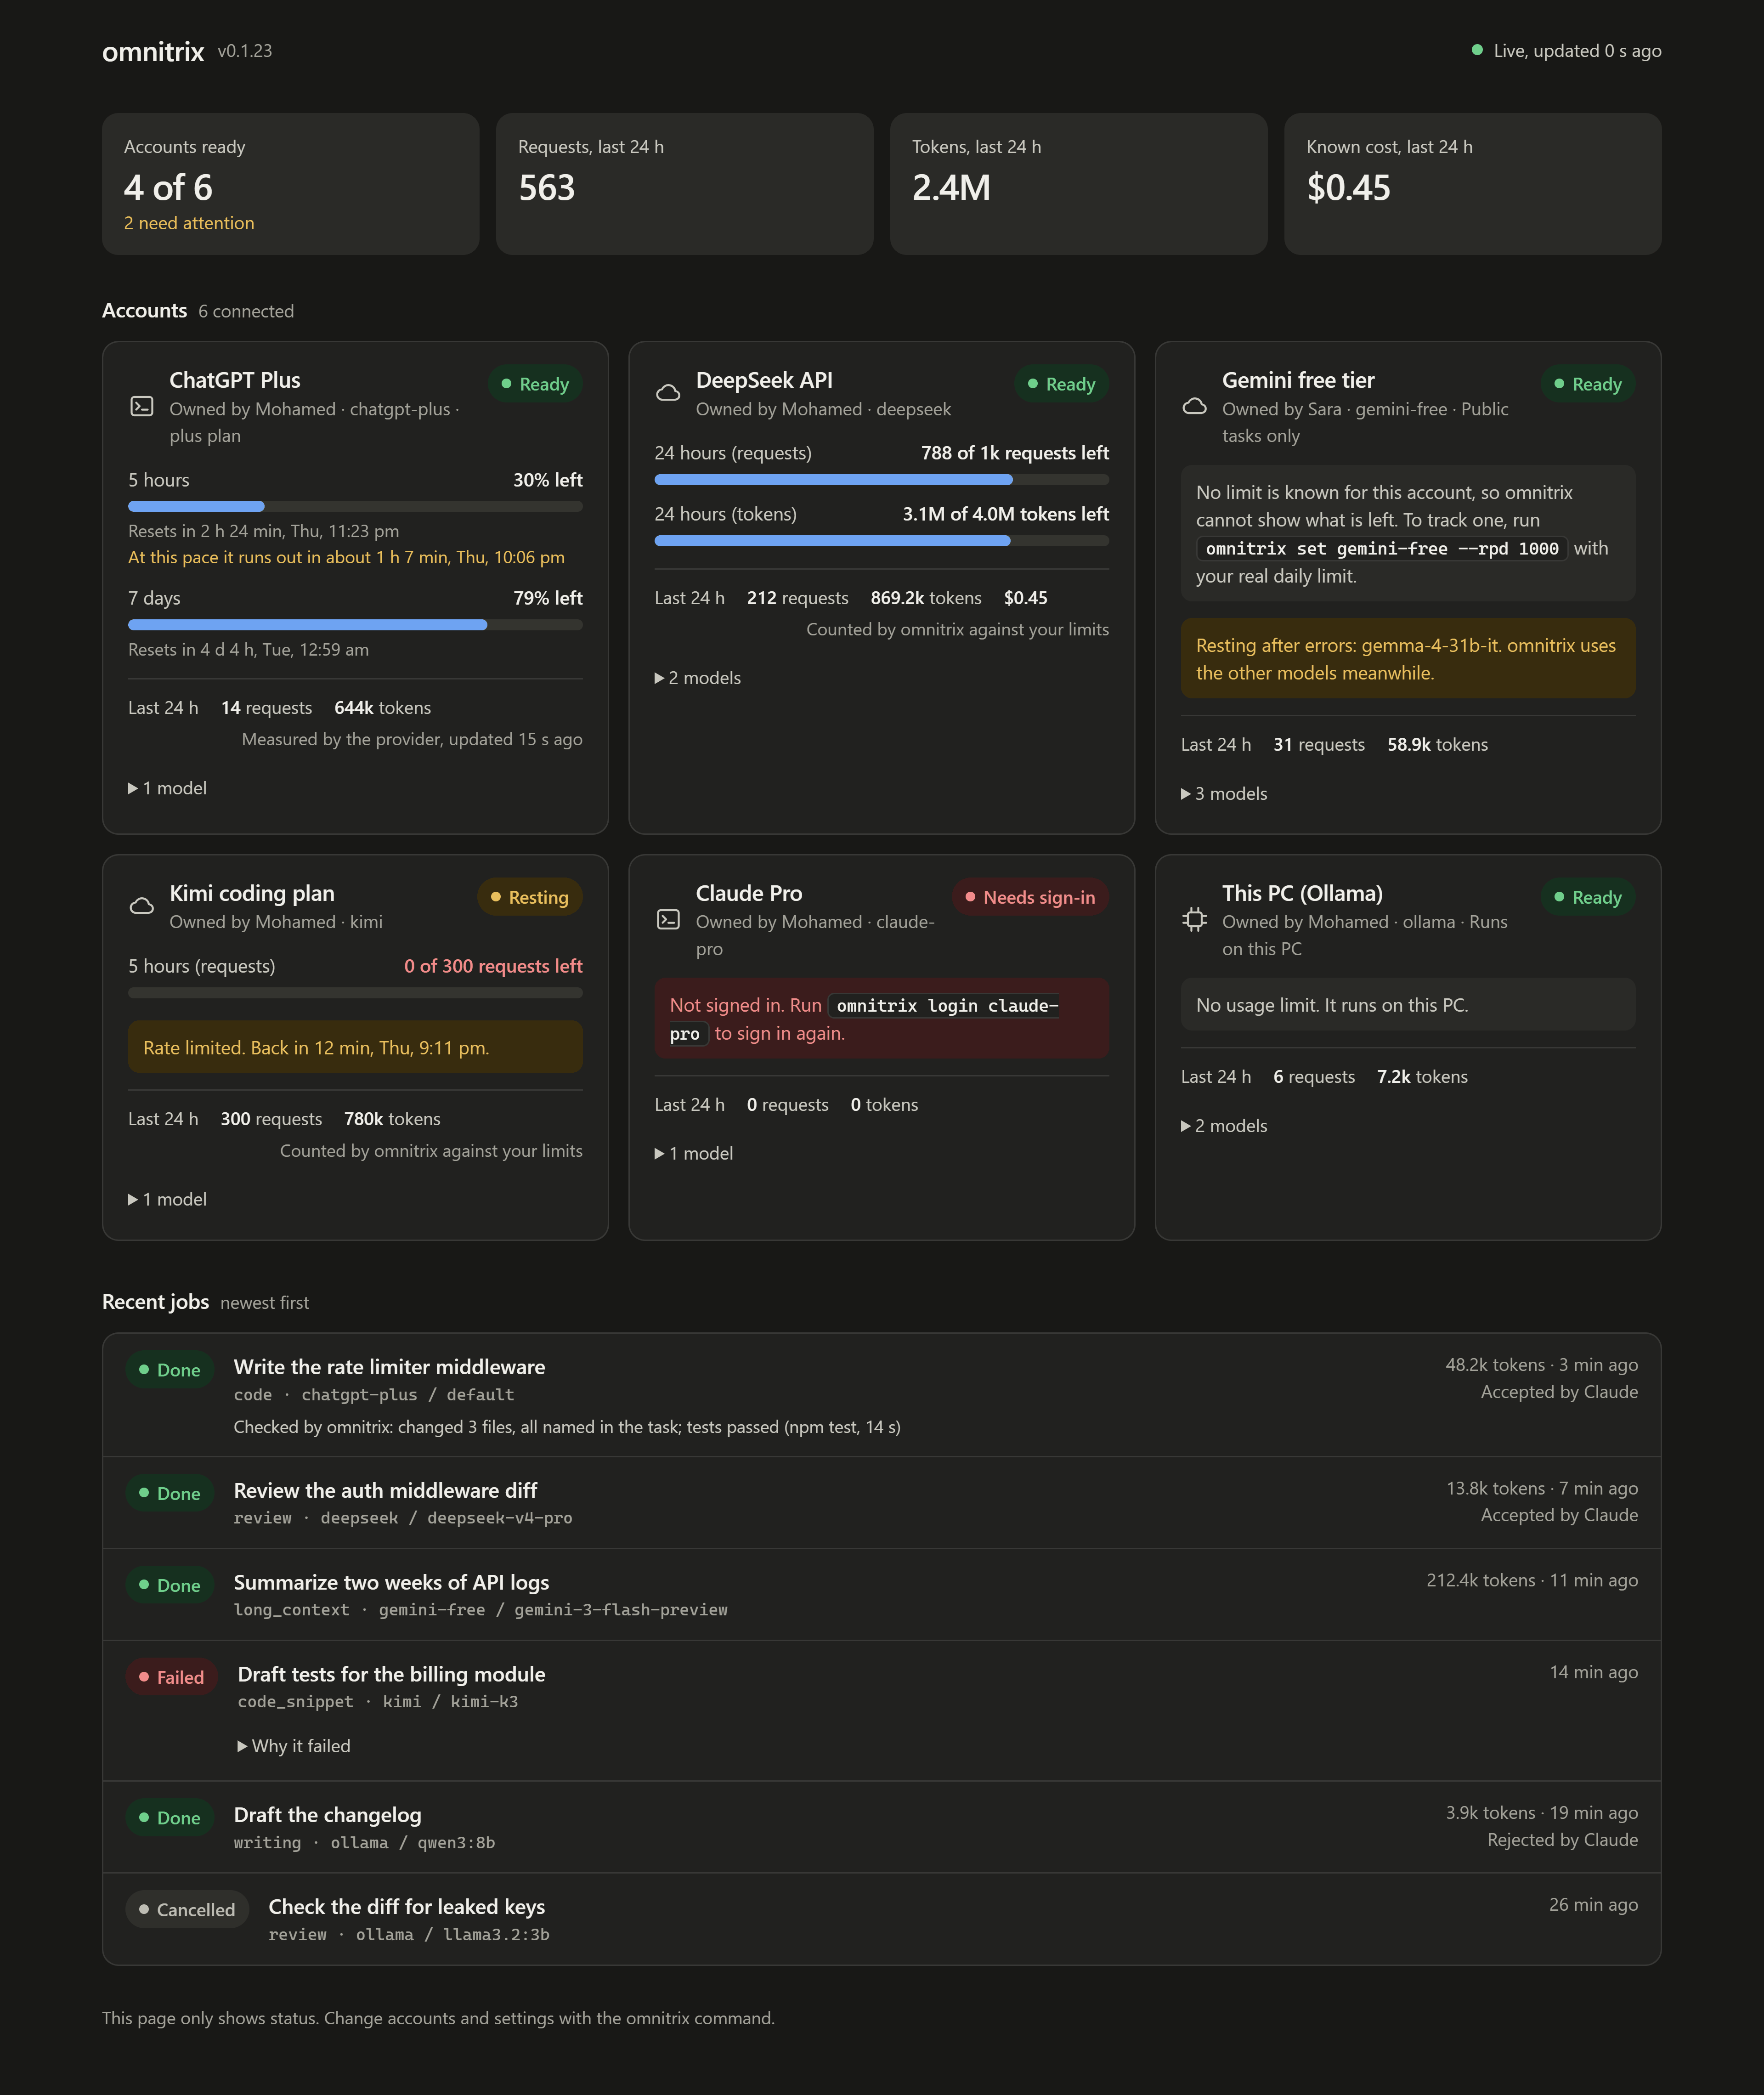 omnitrix v0.1.23
Live, updated 0 s ago
Accounts ready
4 of 6
2 need attention
Requests, last 24 h
563
Tokens, last 24 h
2.4M
Known cost, last 24 h
$0.45
Accounts 6 connected
ChatGPT Plus
Ready
Owned by Mohamed · chatgpt-plus ·
plus plan
5 hours 30% left
Resets in 2 h 24 min, Thu, 11:23 pm
At this pace it runs out in about 1 h 7 min, Thu, 10:06 pm
7 days 79% left
Resets in 4 d 4 h, Tue, 12:59 am
Last 24 h 14 requests 644k tokens
Measured by the provider, updated 15 s ago
1 model
DeepSeek API
Ready
Owned by Mohamed · deepseek
24 hours (requests) 788 of 1k requests left
24 hours (tokens) 3.1M of 4.0M tokens left
Last 24 h 212 requests 869.2k tokens $0.45
Counted by omnitrix against your limits
2 models
Gemini free tier
Ready
Owned by Sara · gemini-free · Public
tasks only
No limit is known for this account, so omnitrix
cannot show what is left. To track one, run
omnitrix set gemini-free --rpd 1000 with
your real daily limit.
Resting after errors: gemma-4-31b-it. omnitrix uses
the other models meanwhile.
Last 24 h 31 requests 58.9k tokens
3 models
Kimi coding plan
Resting
Owned by Mohamed · kimi
5 hours (requests) 0 of 300 requests left
Rate limited. Back in 12 min, Thu, 9:11 pm.
Last 24 h 300 requests 780k tokens
Counted by omnitrix against your limits
1 model
Claude Pro
Needs sign-in
Owned by Mohamed · claude-
pro
Not signed in. Run omnitrix login claude-
pro to sign in again.
Last 24 h 0 requests 0 tokens
1 model
This PC (Ollama)
Ready
Owned by Mohamed · ollama · Runs
on this PC
No usage limit. It runs on this PC.
Last 24 h 6 requests 7.2k tokens
2 models
Recent jobs newest first
Done Write the rate limiter middleware 48.2k tokens · 3 min ago
code · chatgpt-plus / default Accepted by Claude
Checked by omnitrix: changed 3 files, all named in the task; tests passed (npm test, 14 s)
Done Review the auth middleware diff 13.8k tokens · 7 min ago
review · deepseek / deepseek-v4-pro Accepted by Claude
Done Summarize two weeks of API logs 212.4k tokens · 11 min ago
long_context · gemini-free / gemini-3-flash-preview
Failed Draft tests for the billing module 14 min ago
code_snippet · kimi / kimi-k3
Why it failed
Done Draft the changelog 3.9k tokens · 19 min ago
writing · ollama / qwen3:8b Rejected by Claude
Cancelled Check the diff for leaked keys 26 min ago
review · ollama / llama3.2:3b
This page only shows status. Change accounts and settings with the omnitrix command.